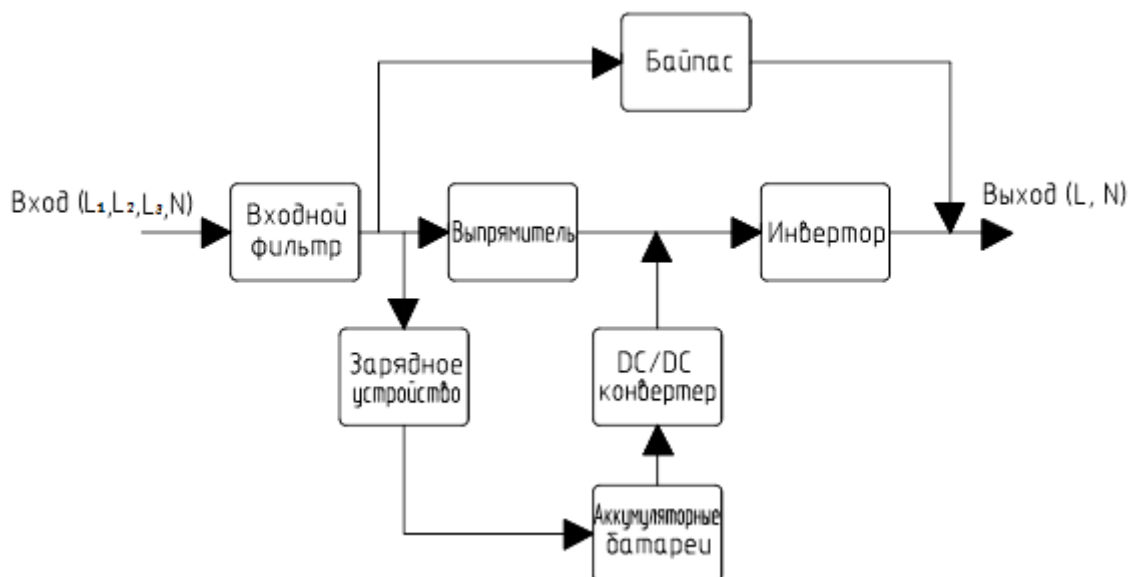 Байпас
Вход (L₁,L₂,L₃,N)
Входной
фильтр
Выпрямитель
Инвертор
Выход (L, N)
Зарядное
устройство
DC/DC
конвертер
Аккумуляторные
батареи